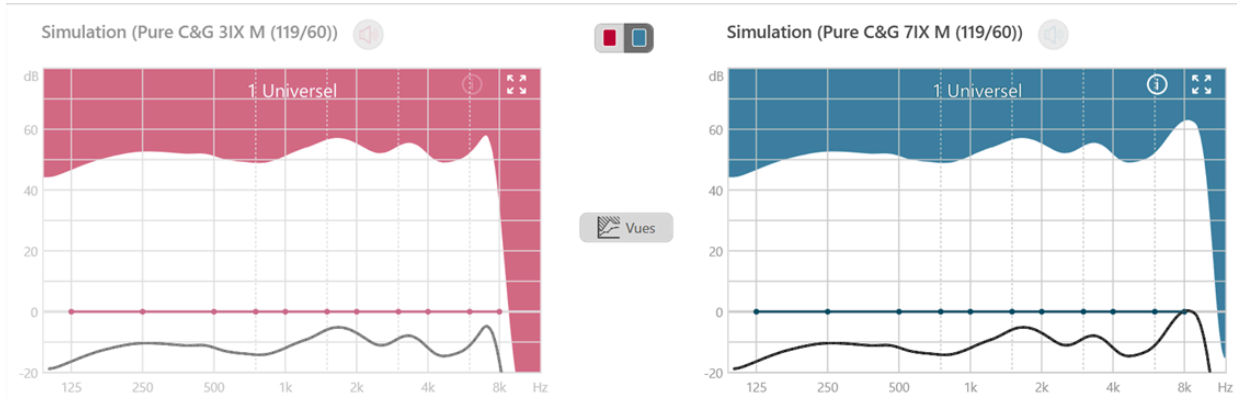 Simulation (Pure C&G 3IX M (119/60))
dB
1 Universel
60
40
20
0
-20
125 250 500 1k 2k 4k 8k Hz
Vues
Simulation (Pure C&G 7IX M (119/60))
dB
1 Universel
60
40
20
0
-20
125 250 500 1k 2k 4k 8k Hz